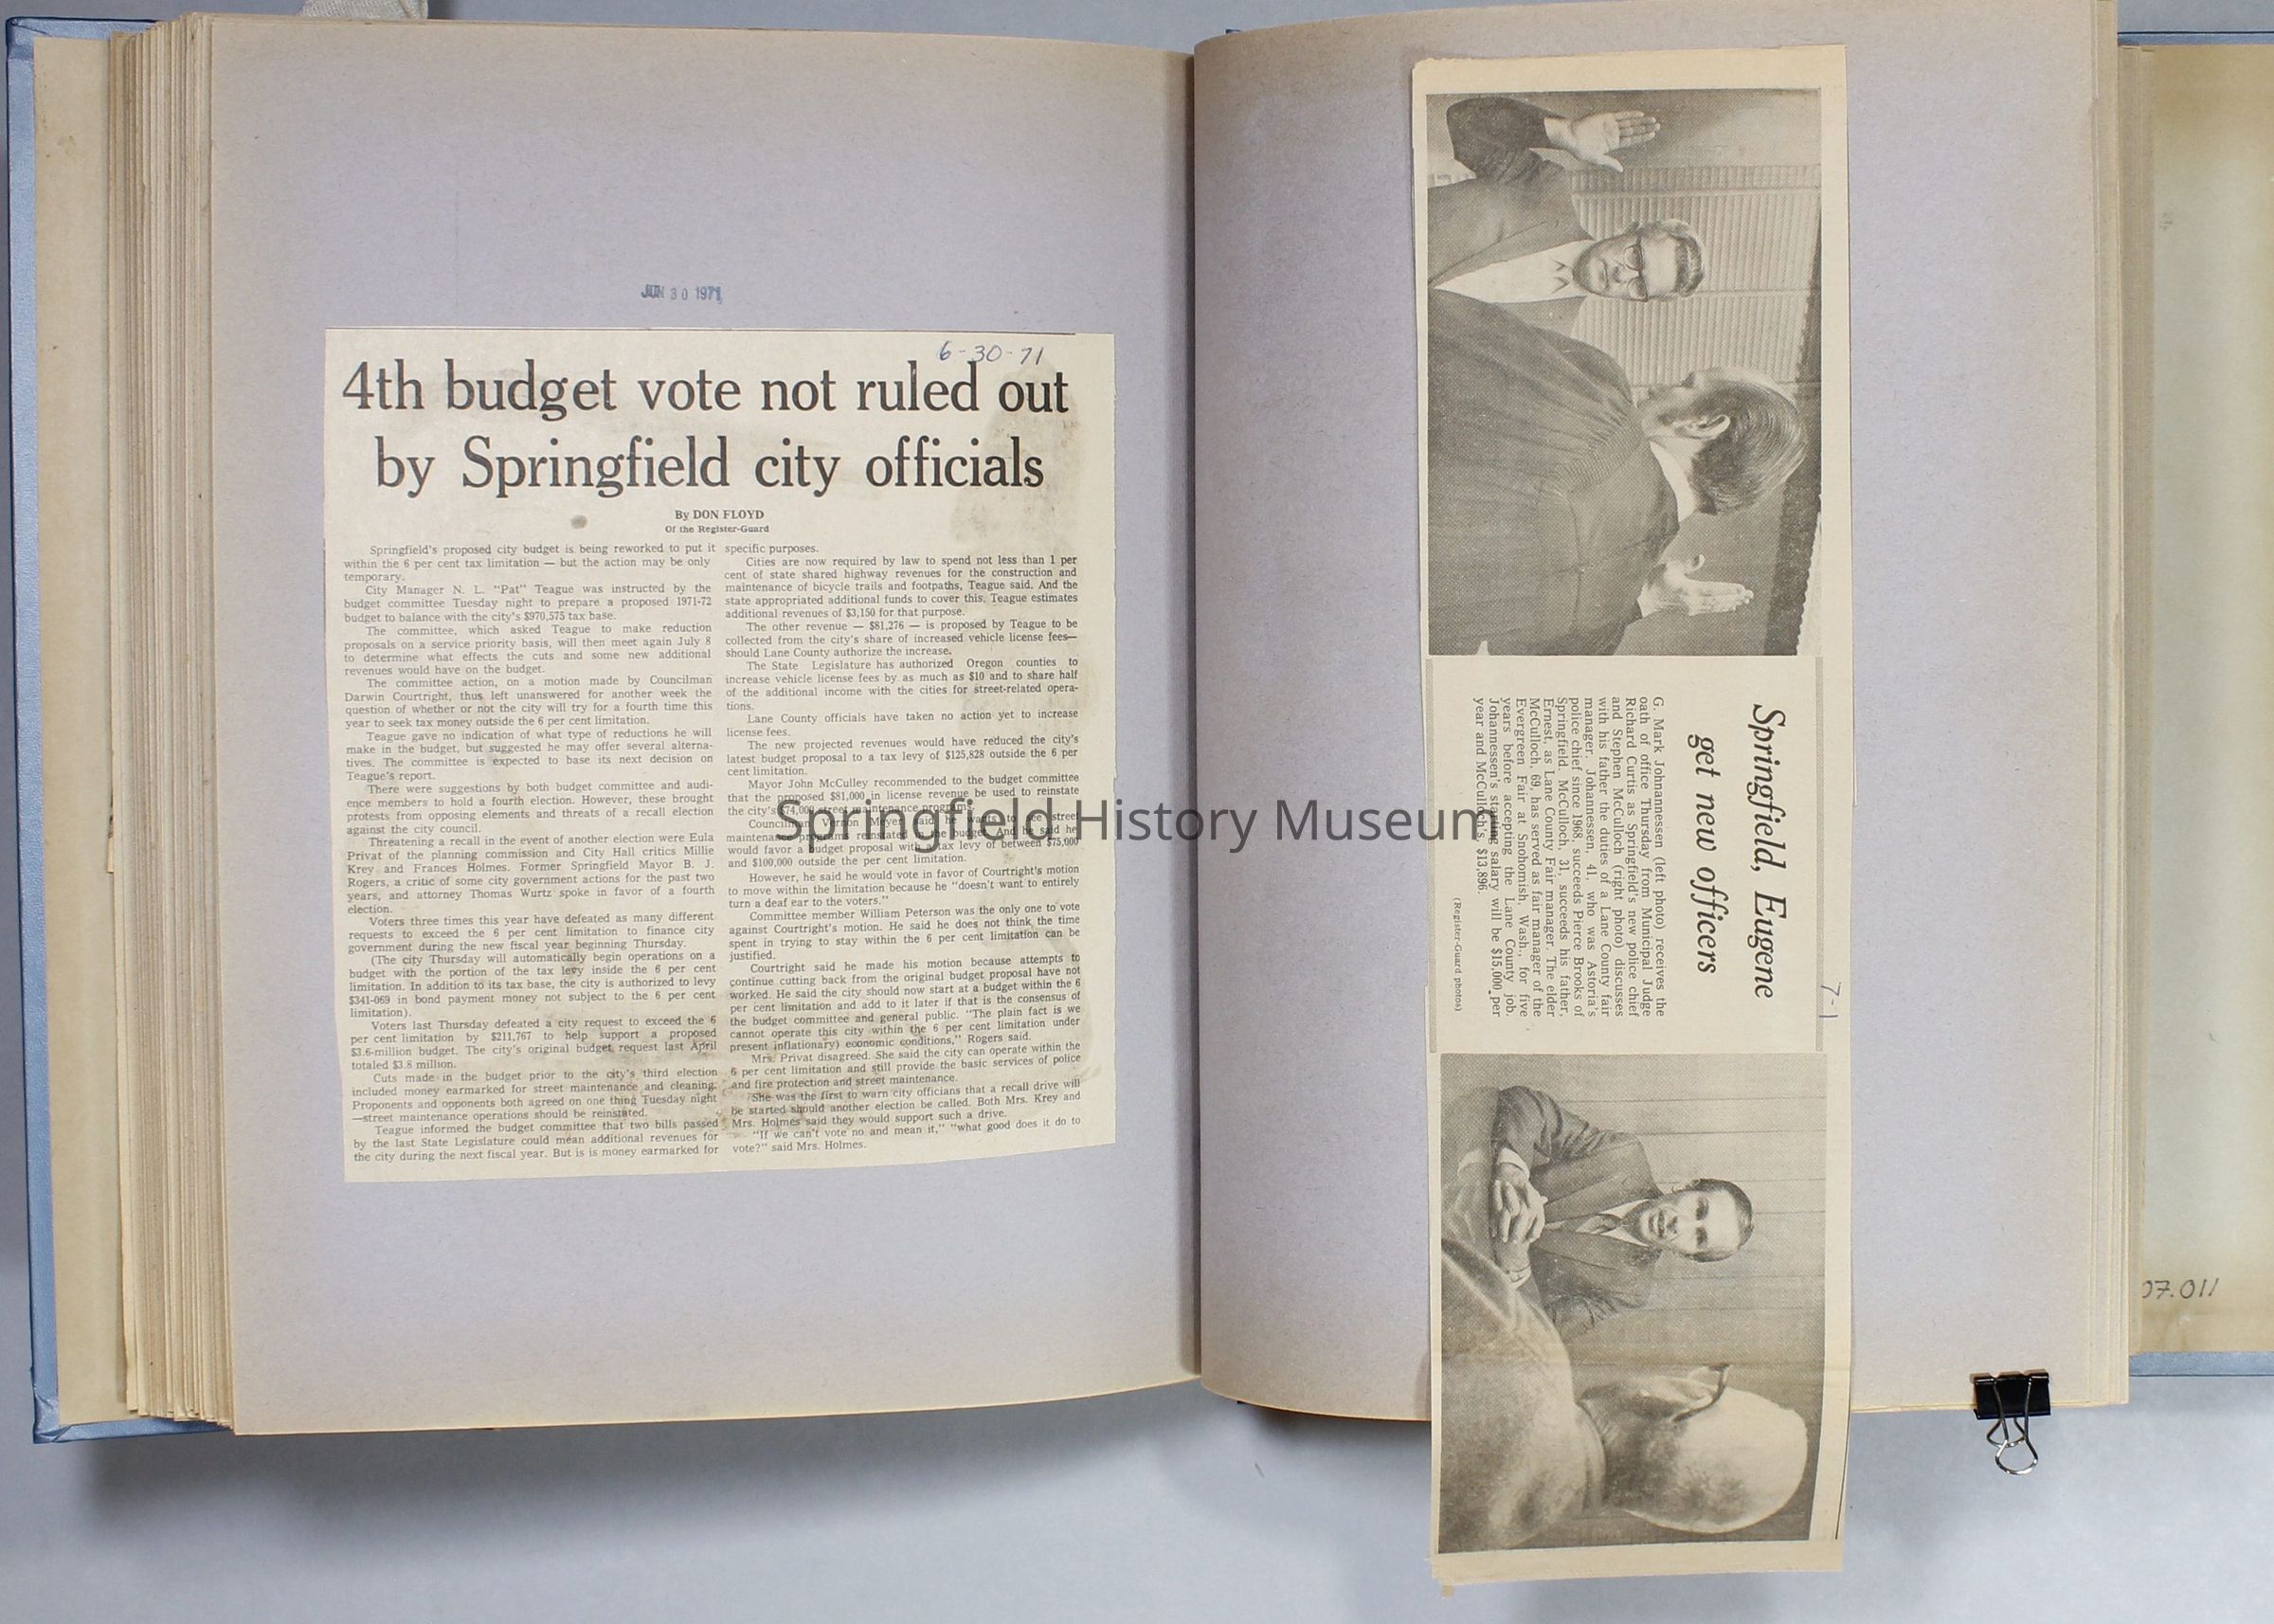 JUN 30 1971
6-30-71
4th budget vote not ruled out
by Springfield city officials
By DON FLOYD
Of the Register-Guard
Springfield's proposed city budget is being reworked to put it
within the 6 per cent tax limitation — but the action may be only
temporary.
City Manager N. L. "Pat" Teague was instructed by the
budget committee Tuesday night to prepare a proposed 1971-72
budget to balance with the city's $970,575 tax base.
The committee, which asked Teague to make reduction
proposals on a service priority basis, will then meet again July 8
to determine what effects the cuts and some new additional
revenues would have on the budget.
The committee action, on a motion made by Councilman
Darwin Courtright, thus left unanswered for another week the
question of whether or not the city will try for a fourth time this
year to seek tax money outside the 6 per cent limitation.
Teague gave no indication of what type of reductions he will
make in the budget, but suggested he may offer several alterna-
tives. The committee is expected to base its next decision on
Teague's report.
There were suggestions by both budget committee and audi-
ence members to hold a fourth election. However, these brought
protests from opposing elements and threats of a recall election
against the city council.
Threatening a recall in the event of another election were Eula
Privat of the planning commission and City Hall critics Millie
Krey and Frances Holmes. Former Springfield Mayor B. J.
Rogers, a critic of some city government actions for the past two
years, and attorney Thomas Wurtz spoke in favor of a fourth
election.
Voters three times this year have defeated as many different
requests to exceed the 6 per cent limitation to finance city
government during the new fiscal year beginning Thursday.
(The city Thursday will automatically begin operations on a
budget with the portion of the tax levy inside the 6 per cent
limitation. In addition to its tax base, the city is authorized to levy
$341-069 in bond payment money not subject to the 6 per cent
limitation).
Voters last Thursday defeated a city request to exceed the 6
per cent limitation by $211,767 to help support a proposed
$3.6-million budget. The city's original budget request last April
totaled $3.8 million.
Cuts made in the budget prior to the city's third election
included money earmarked for street maintenance and cleaning.
Proponents and opponents both agreed on one thing Tuesday night
—street maintenance operations should be reinstated.
Teague informed the budget committee that two bills passed
by the last State Legislature could mean additional revenues for
the city during the next fiscal year. But is is money earmarked for
specific purposes.
Cities are now required by law to spend not less than 1 per
cent of state shared highway revenues for the construction and
maintenance of bicycle trails and footpaths, Teague said. And the
state appropriated additional funds to cover this. Teague estimates
additional revenues of $3,150 for that purpose.
The other revenue — $81,276 — is proposed by Teague to be
collected from the city's share of increased vehicle license fees—
should Lane County authorize the increase.
The State Legislature has authorized Oregon counties to
increase vehicle license fees by as much as $10 and to share half
of the additional income with the cities for street-related opera-
tions.
Lane County officials have taken no action yet to increase
license fees.
The new projected revenues would have reduced the city's
latest budget proposal to a tax levy of $125,828 outside the 6 per
cent limitation.
Mayor John McCulley recommended to the budget committee
that the proposed $81,000 in license revenue be used to reinstate
the city's $74,000 street maintenance programs.
Councilman Vernon Meyer said he wants to see street
maintenance programs reinstated in the budget. And he said he
would favor a budget proposal with a tax levy of between $75,000
and $100,000 outside the per cent limitation.
However, he said he would vote in favor of Courtright's motion
to move within the limitation because he "doesn't want to entirely
turn a deaf ear to the voters."
Committee member William Peterson was the only one to vote
against Courtright's motion. He said he does not think the time
spent in trying to stay within the 6 per cent limitation can be
justified.
Courtright said he made his motion because attempts to
continue cutting back from the original budget proposal have not
worked. He said the city should now start at a budget within the 6
per cent limitation and add to it later if that is the consensus of
the budget committee and general public. "The plain fact is we
cannot operate this city within the 6 per cent limitation under
present inflationary) economic conditions," Rogers said.
Mrs. Privat disagreed. She said the city can operate within the
6 per cent limitation and still provide the basic services of police
and fire protection and street maintenance.
She was the first to warn city officials that a recall drive will
be started should another election be called. Both Mrs. Krey and
Mrs. Holmes said they would support such a drive.
"If we can't vote no and mean it," "what good does it do to
vote?" said Mrs. Holmes.
Springfield History Museum
7-1
Springfield, Eugene
get new officers
G. Mark Johannessen (left photo) receives the
oath of office Thursday from Municipal Judge
Richard Curtis as Springfield's new police chief
and Stephen McCulloch (right photo) discusses
with his father the duties of a Lane County fair
manager. Johannessen, 41, who was Astoria's
police chief since 1968, succeeds Pierce Brooks of
Springfield. McCulloch, 31, succeeds his father,
Ernest, as Lane County Fair manager. The elder
McCulloch, 69, has served as fair manager of the
Evergreen Fair at Snohomish, Wash., for five
years before accepting the Lane County job.
Johannessen's starting salary will be $15,000 per
year and McCulloch's, $13,896.
(Register-Guard photos)
07.011